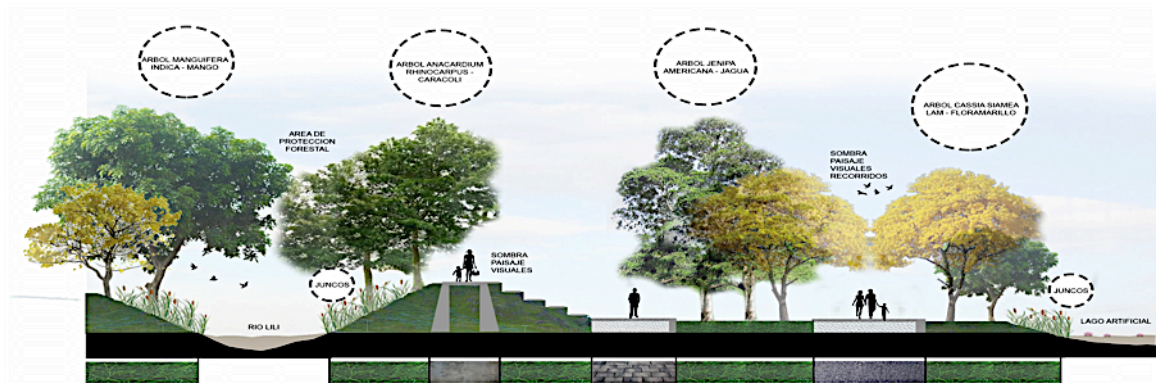 ARBOL MANGUIFERA
INDICA - MANGO
ARBOL ANACARDIUM
RHINOCARPUS -
CARACOLI
ARBOL JENIPA
AMERICANA - JAGUA
ARBOL CASSIA SIAMEA
LAM - FLORAMARILLO
AREA DE
PROTECCION
FORESTAL
SOMBRA
PAISAJE
VISUALES
RECORRIDOS
SOMBRA
PAISAJE
VISUALES
JUNCOS
JUNCOS
RIO LILI
LAGO ARTIFICIAL